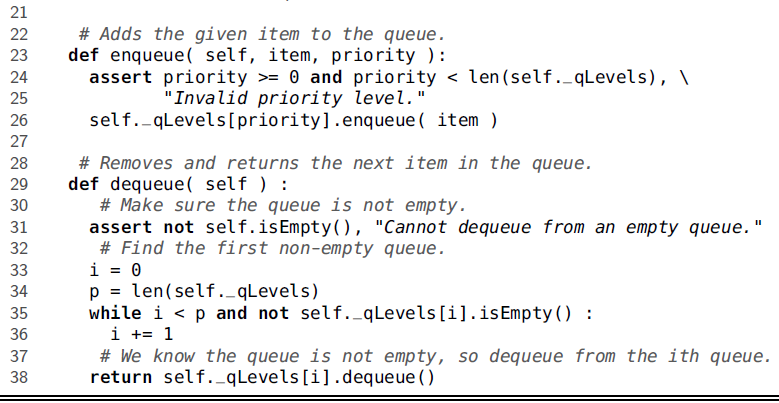 21
22 # Adds the given item to the queue.
23 def enqueue( self, item, priority ):
24 assert priority >= 0 and priority < len(self._qLevels), \
25 "Invalid priority level."
26 self._qLevels[priority].enqueue( item )
27
28 # Removes and returns the next item in the queue.
29 def dequeue( self ) :
30 # Make sure the queue is not empty.
31 assert not self.isEmpty(), "Cannot dequeue from an empty queue."
32 # Find the first non-empty queue.
33 i = 0
34 p = len(self._qLevels)
35 while i < p and not self._qLevels[i].isEmpty() :
36 i += 1
37 # We know the queue is not empty, so dequeue from the ith queue.
38 return self._qLevels[i].dequeue()